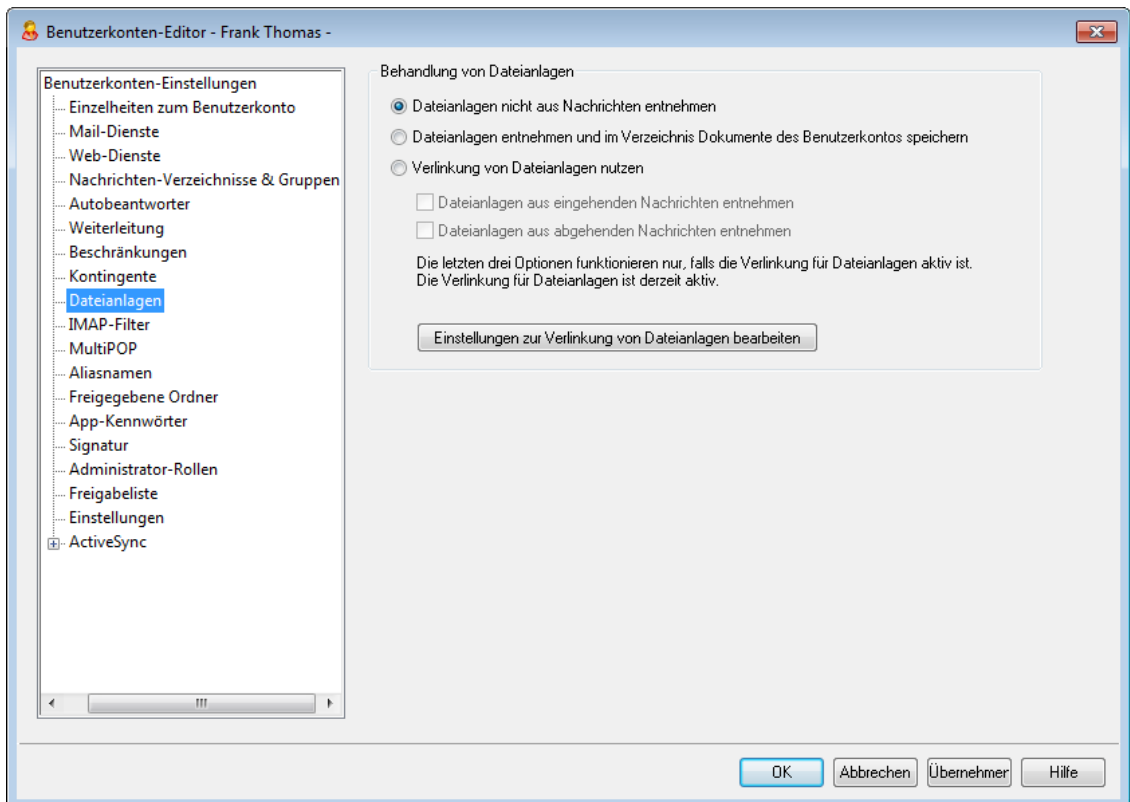 Benutzerkonten-Editor - Frank Thomas -
Benutzerkonten-Einstellungen
Einzelheiten zum Benutzerkonto
Mail-Dienste
Web-Dienste
Nachrichten-Verzeichnisse & Gruppen
Autobeantworter
Weiterleitung
Beschränkungen
Kontingente
Dateianlagen
IMAP-Filter
MultiPOP
Aliasnamen
Freigegebene Ordner
App-Kennwörter
Signatur
Administrator-Rollen
Freigabeliste
Einstellungen
ActiveSync
Behandlung von Dateianlagen
Dateianlagen nicht aus Nachrichten entnehmen
Dateianlagen entnehmen und im Verzeichnis Dokumente des Benutzerkontos speichern
Verlinkung von Dateianlagen nutzen
Dateianlagen aus eingehenden Nachrichten entnehmen
Dateianlagen aus abgehenden Nachrichten entnehmen
Die letzten drei Optionen funktionieren nur, falls die Verlinkung für Dateianlagen aktiv ist.
Die Verlinkung für Dateianlagen ist derzeit aktiv.
Einstellungen zur Verlinkung von Dateianlagen bearbeiten
OK
Abbrechen
Übernehmer
Hilfe